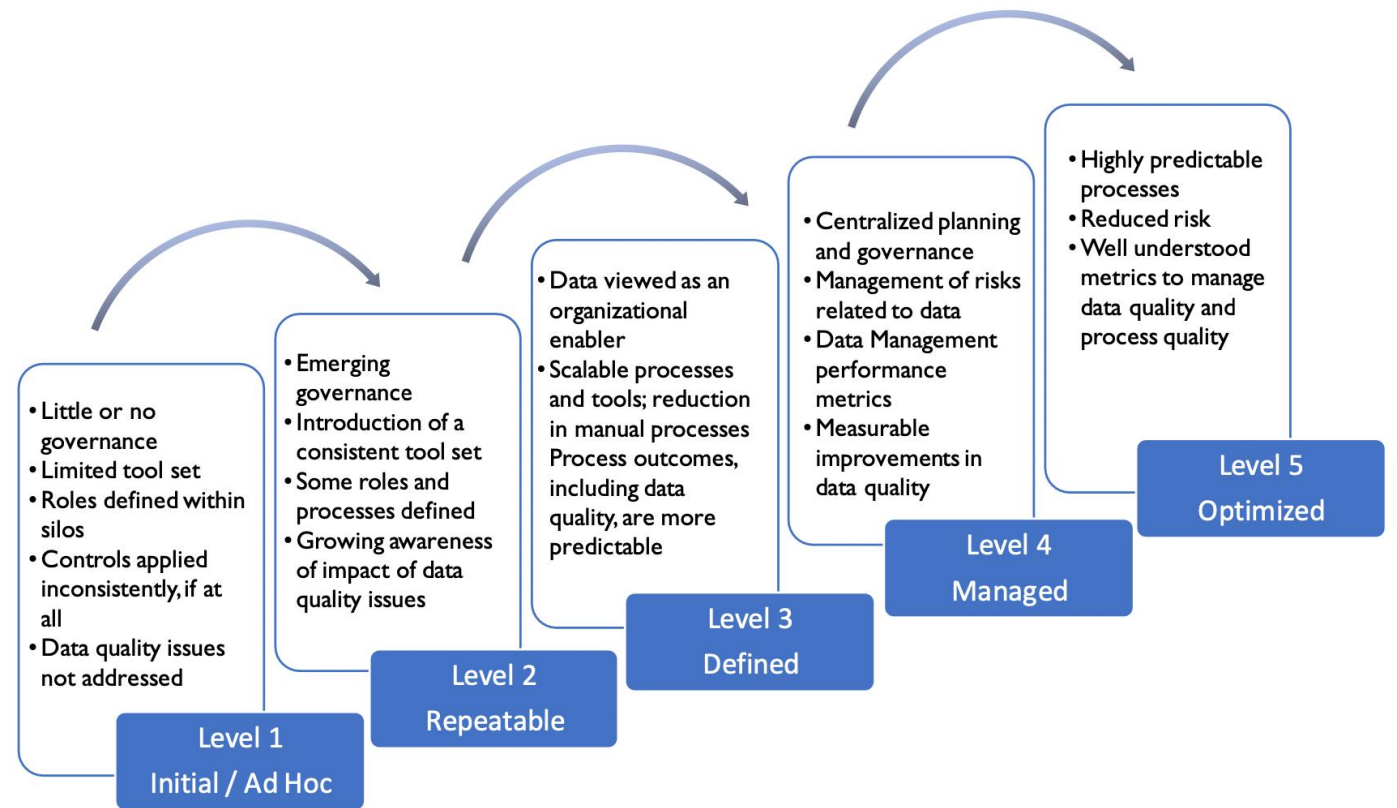 • Little or no
governance
• Limited tool set
• Roles defined within
silos
• Controls applied
inconsistently, if at
all
• Data quality issues
not addressed
Level 1
Initial / Ad Hoc
• Emerging
governance
• Introduction of a
consistent tool set
• Some roles and
processes defined
• Growing awareness
of impact of data
quality issues
Level 2
Repeatable
• Data viewed as an
organizational
enabler
• Scalable processes
and tools; reduction
in manual processes
Process outcomes,
including data
quality, are more
predictable
Level 3
Defined
• Centralized planning
and governance
• Management of risks
related to data
• Data Management
performance
metrics
• Measurable
improvements in
data quality
Level 4
Managed
• Highly predictable
processes
• Reduced risk
• Well understood
metrics to manage
data quality and
process quality
Level 5
Optimized